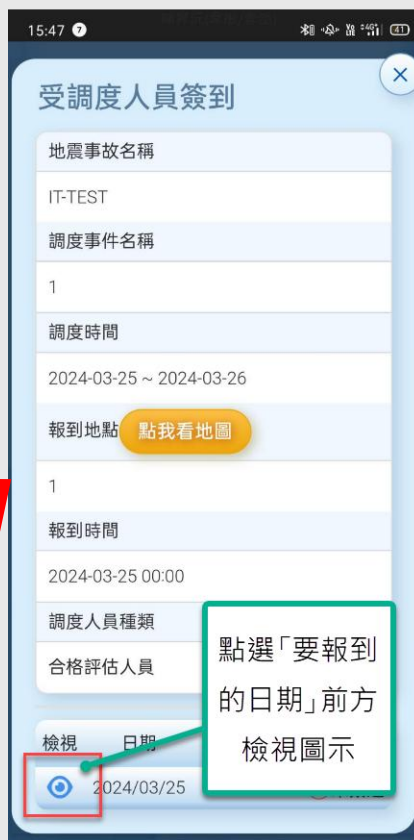 15:47 7
41
受調度人員簽到
地震事故名稱
IT-TEST
調度事件名稱
1
調度時間
2024-03-25 ~ 2024-03-26
報到地點 點我看地圖
1
報到時間
2024-03-25 00:00
調度人員種類
合格評估人員
點選「要報到
的日期」前方
檢視圖示
檢視 日期
2024/03/25